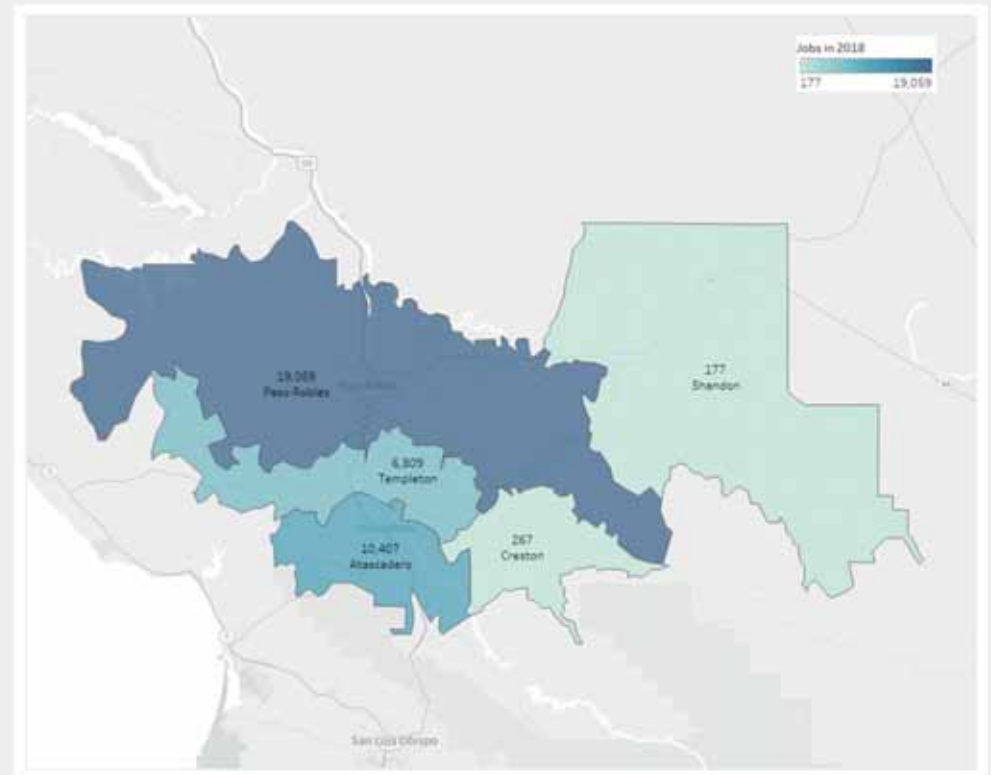 Jobs in 2018
177 19,059
19,059
Paso Robles
177
Shandon
6,809
Templeton
267
Creston
10,407
Atascadero
San Luis Obispo